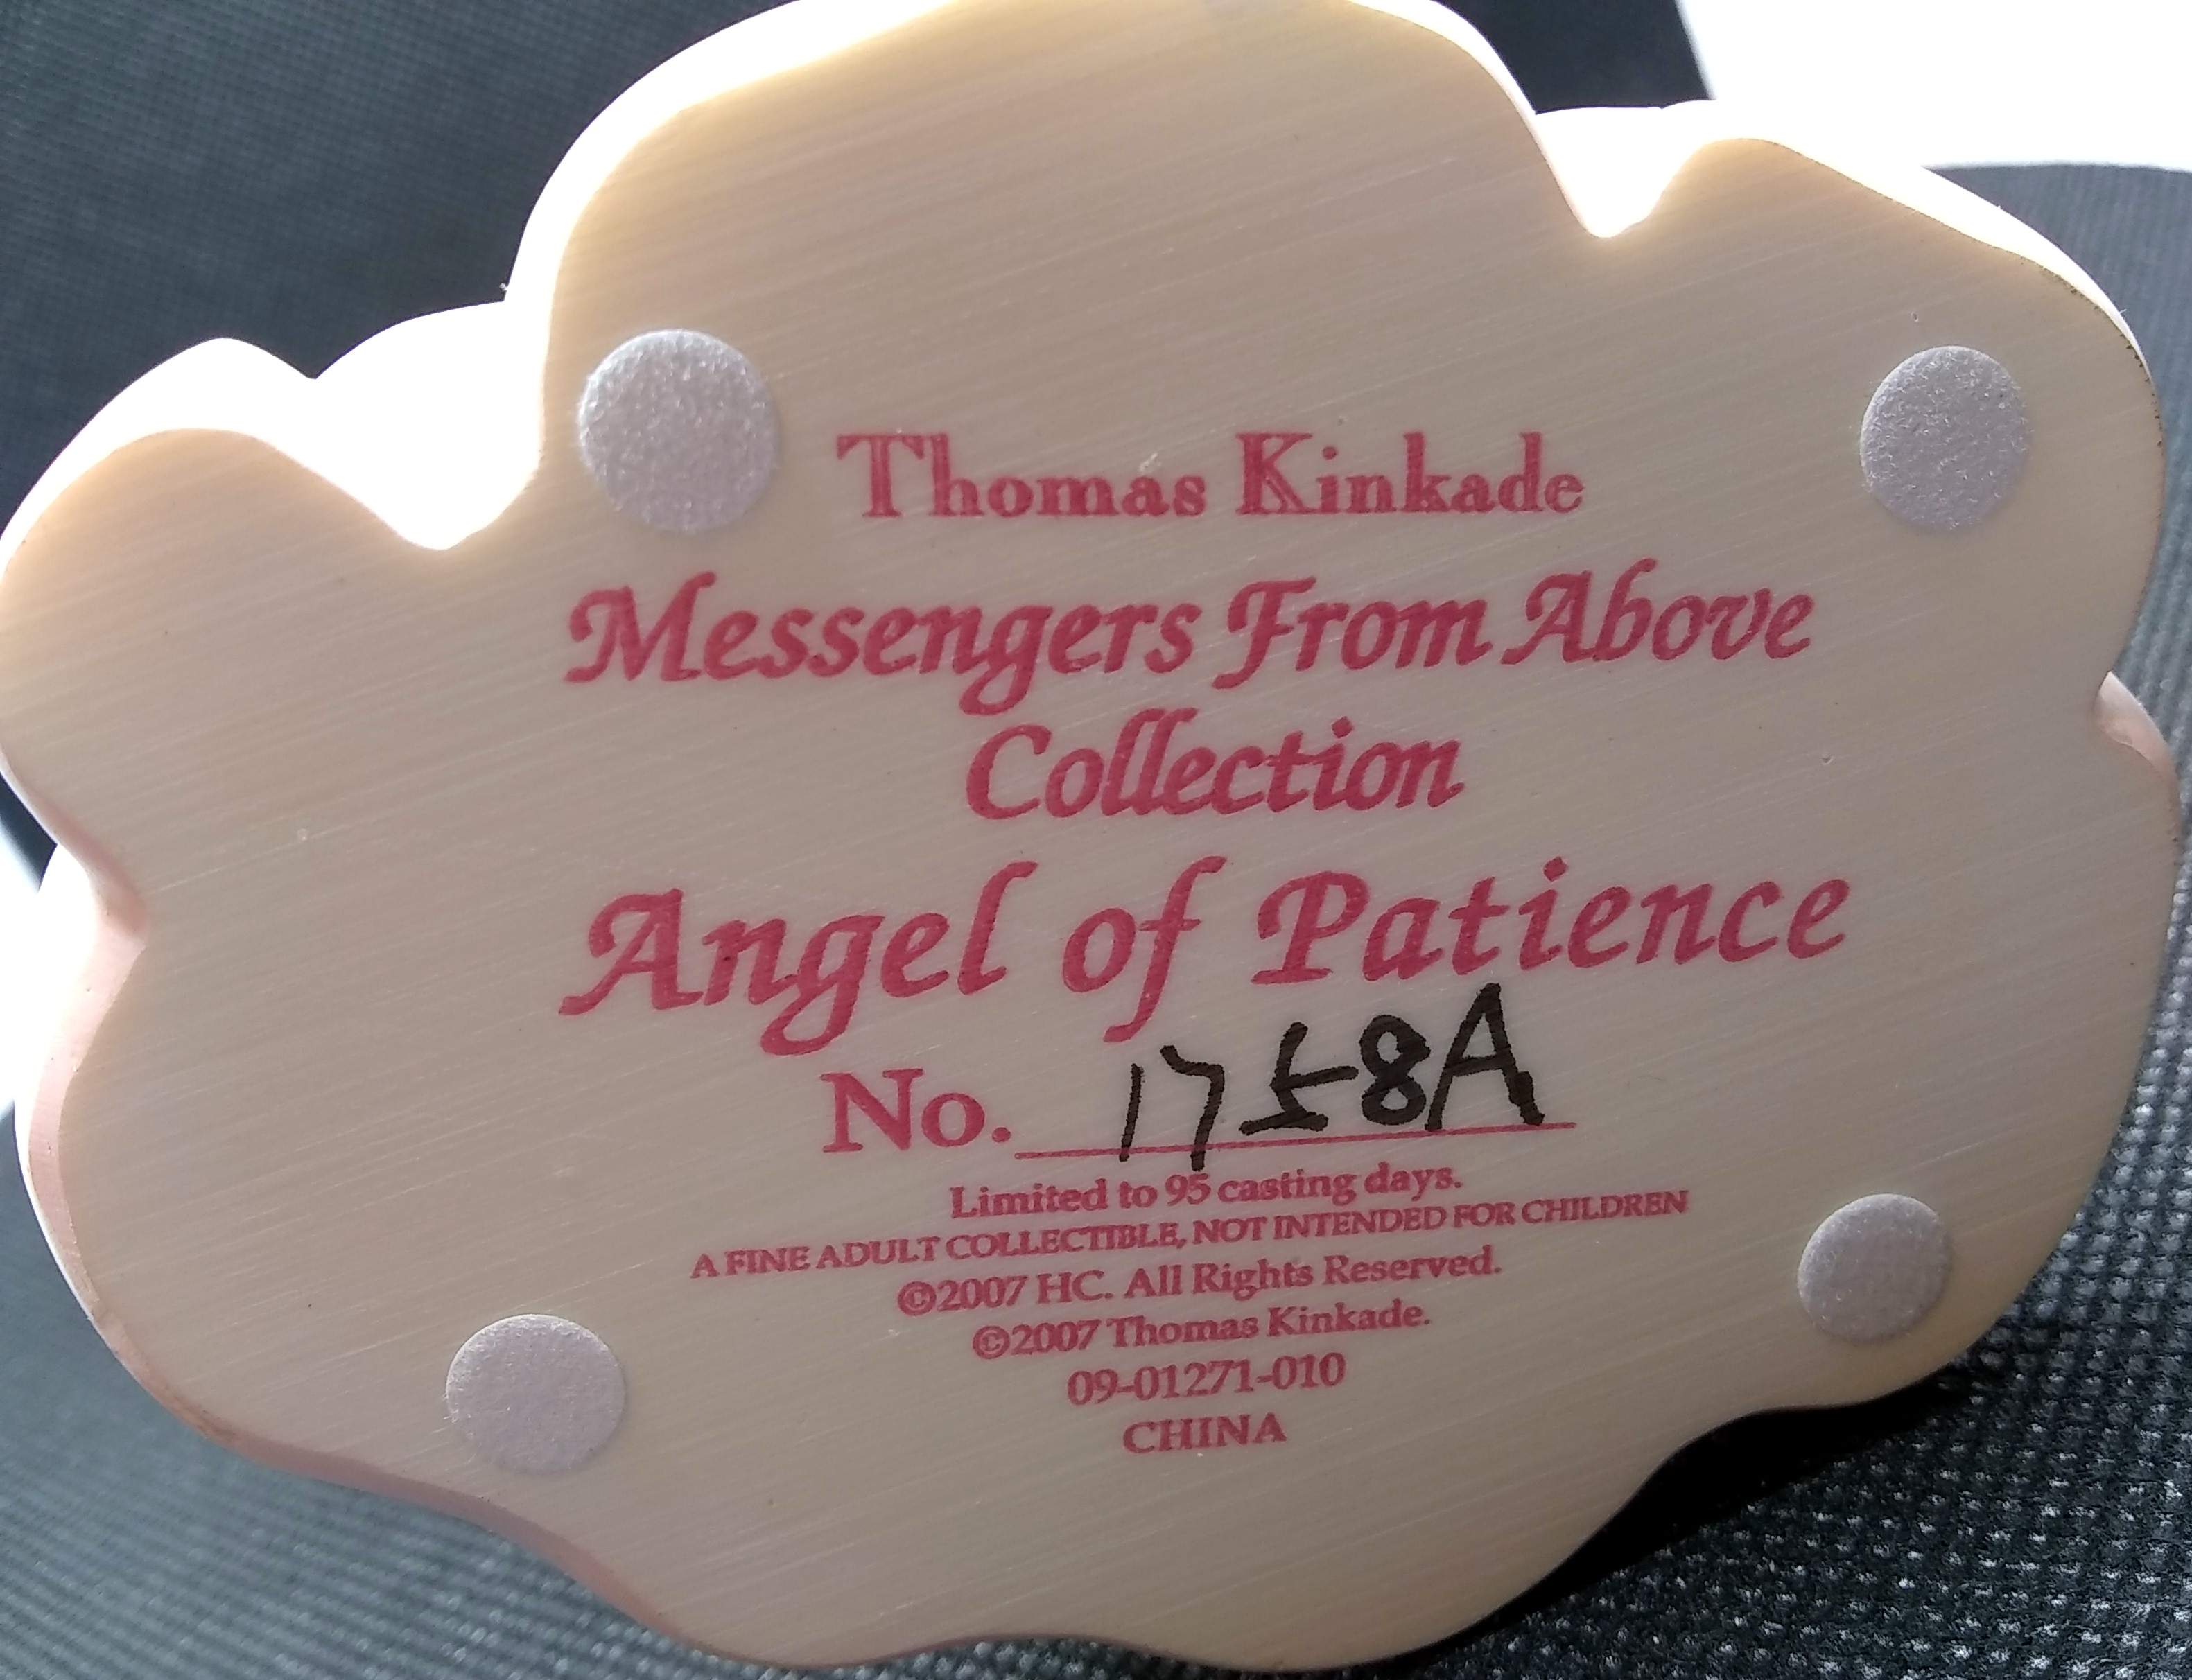 Thomas Kinkade
Messengers From Above
Collection
Angel of Patience
No. 1758A
Limited to 95 casting days.
A FINE ADULT COLLECTIBLE, NOT INTENDED FOR CHILDREN
©2007 HC. All Rights Reserved.
©2007 Thomas Kinkade.
09-01271-010
CHINA